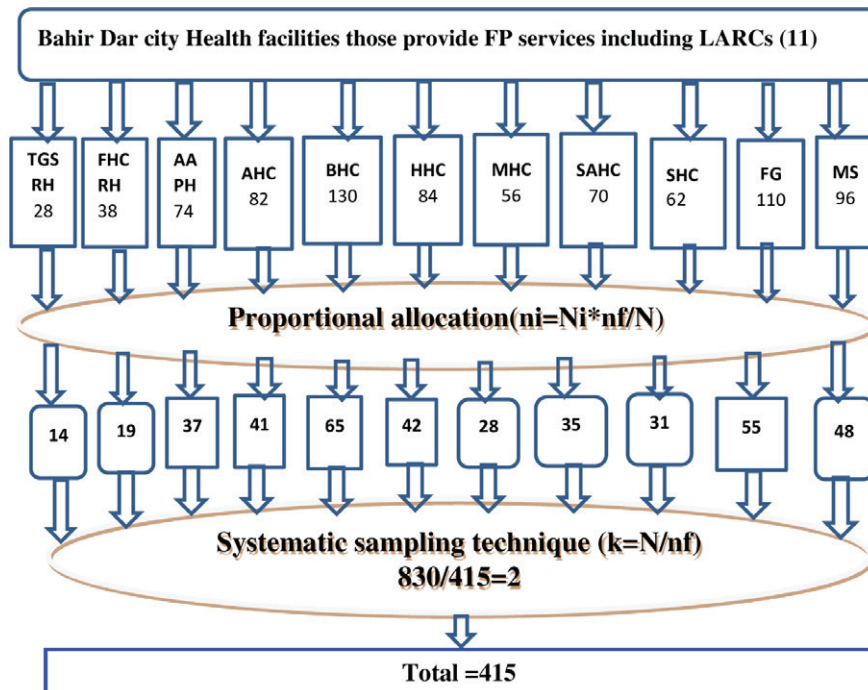 Bahir Dar city Health facilities those provide FP services including LARCs (11)
TGS
RH
28
FHC
RH
38
AA
PH
74
AHC
82
BHC
130
HHC
84
MHC
56
SAHC
70
SHC
62
FG
110
MS
96
Proportional allocation(ni=Ni*nf/N)
14
19
37
41
65
42
28
35
31
55
48
Systematic sampling technique (k=N/nf)
830/415=2
Total =415